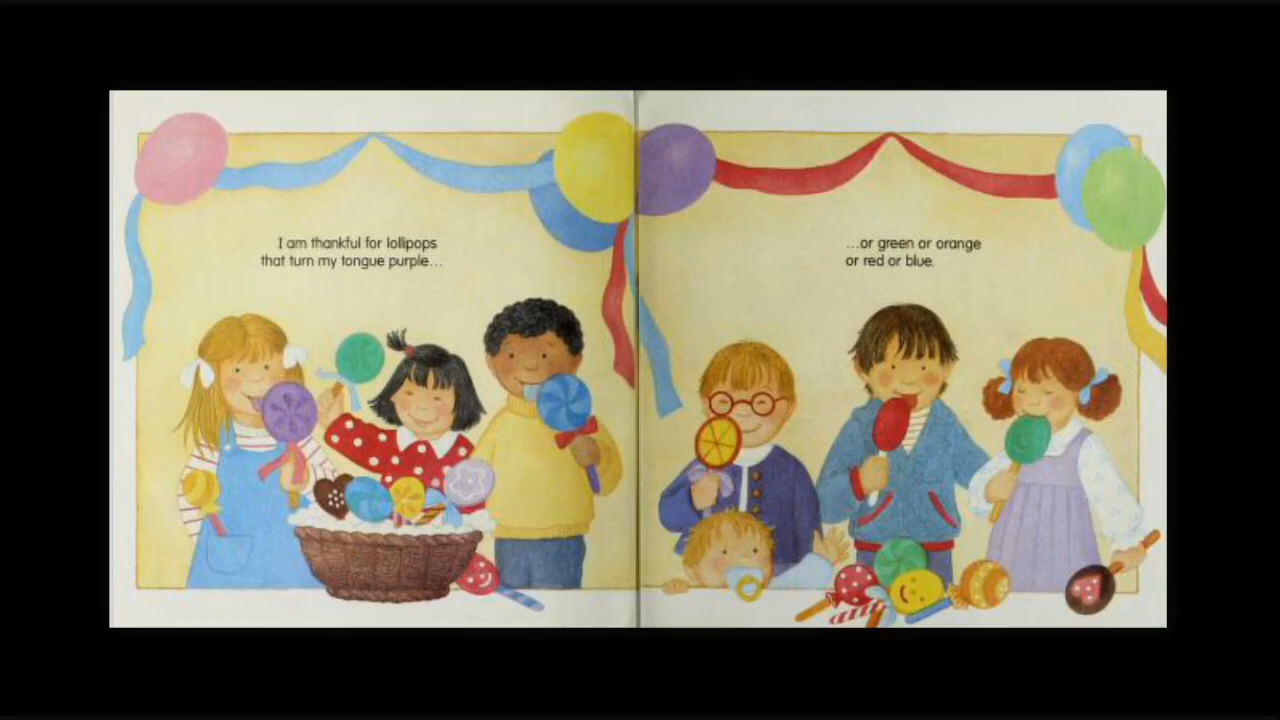 I am thankful for lollipops
that turn my tongue purple...
...or green or orange
or red or blue.